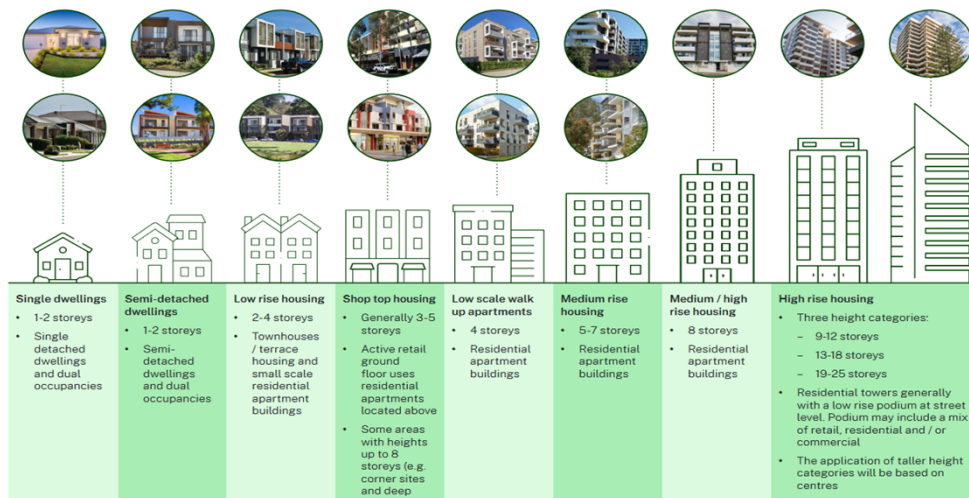 Single dwellings
• 1-2 storeys
• Single
detached
dwellings
and dual
occupancies
Semi-detached
dwellings
• 1-2 storeys
• Semi-
detached
dwellings
and dual
occupancies
Low rise housing
• 2-4 storeys
• Townhouses
/ terrace
housing and
small scale
residential
apartment
buildings
Shop top housing
• Generally 3-5
storeys
• Active retail
ground
floor uses
residential
apartments
located above
• Some areas
with heights
up to 8
storeys (e.g.
corner sites
and deep
Low scale walk
up apartments
• 4 storeys
• Residential
apartment
buildings
Medium rise
housing
• 5-7 storeys
• Residential
apartment
buildings
Medium / high
rise housing
• 8 storeys
• Residential
apartment
buildings
High rise housing
• Three height categories:
– 9-12 storeys
– 13-18 storeys
– 19-25 storeys
• Residential towers generally
with a low rise podium at street
level. Podium may include a mix
of retail, residential and / or
commercial
• The application of taller height
categories will be based on
centres